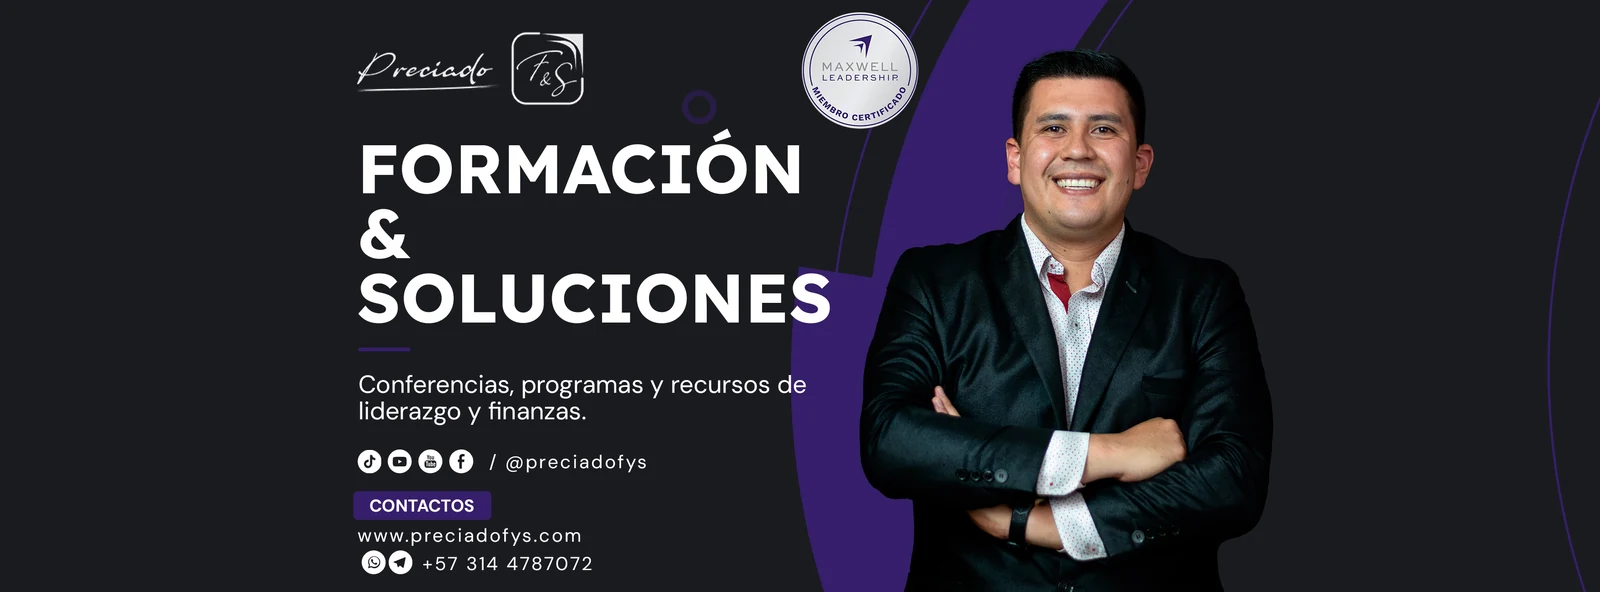 Preciado
F&S
MAXWELL
LEADERSHIP
MIEMBRO CERTIFICADO
FORMACIÓN
&
SOLUCIONES
Conferencias, programas y recursos de
liderazgo y finanzas.
/ @preciadofys
CONTACTOS
www.preciadofys.com
+57 314 4787072